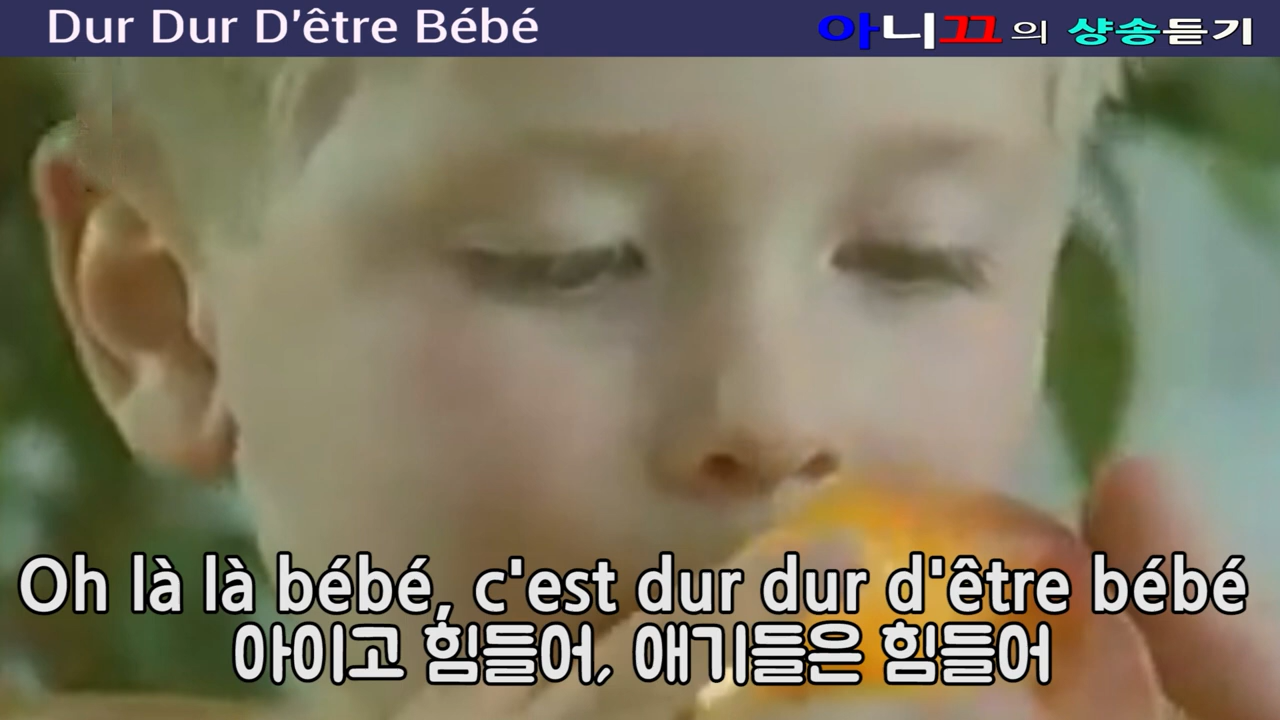 Dur Dur D'être Bébé
아니끄의 샹송듣기
Oh là là bébé, c'est dur dur d'être bébé
아이고 힘들어, 얘기들은 힘들어